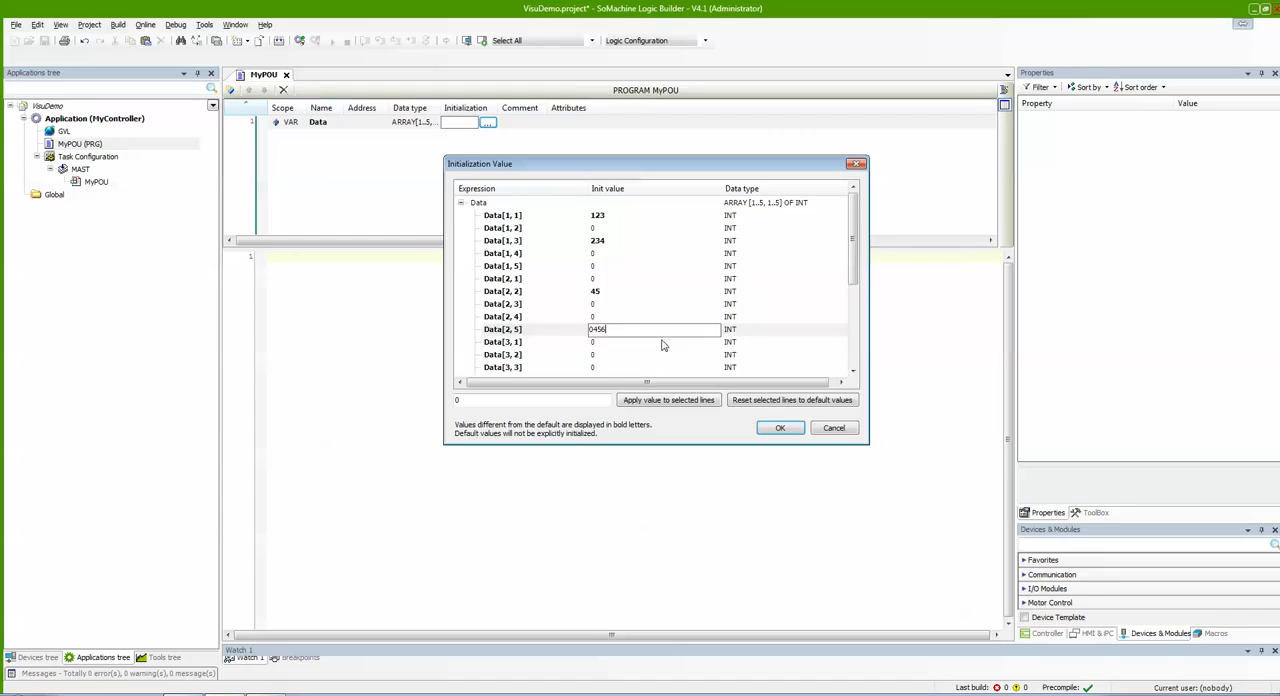 VisuDemo.project* - SoMachine Logic Builder - V4.1 (Administrator)
File Edit View Project Build Online Debug Tools Window Help
Select All Logic Configuration
Applications tree
VisuDemo
Application (MyController)
GVL
MyPOU (PRG)
Task Configuration
MAST
MyPOU
Global
MyPOU
PROGRAM MyPOU
Scope Name Address Data type Initialization Comment Attributes
1 VAR Data ARRAY[1..5,... ...
Initialization Value
Expression Init value Data type
Data ARRAY [1..5, 1..5] OF INT
Data[1, 1] 123 INT
Data[1, 2] 0 INT
Data[1, 3] 234 INT
Data[1, 4] 0 INT
Data[1, 5] 0 INT
Data[2, 1] 0 INT
Data[2, 2] 45 INT
Data[2, 3] 0 INT
Data[2, 4] 0 INT
Data[2, 5] 0456 INT
Data[3, 1] 0 INT
Data[3, 2] 0 INT
Data[3, 3] 0 INT
0 Apply value to selected lines Reset selected lines to default values
Values different from the default are displayed in bold letters.
Default values will not be explicitly initialized.
OK Cancel
1
Properties
Filter Sort by Sort order
Property Value
Properties ToolBox
Devices & Modules
Favorites
Communication
I/O Modules
Motor Control
Device Template
Controller HMI & iPC Devices & Modules Macros
Devices tree Applications tree Tools tree
Watch 1
Watch 1 Breakpoints
Messages - Totally 0 error(s), 0 warning(s), 0 message(s)
Last build: 0 0 Precompile: Current user: (nobody)